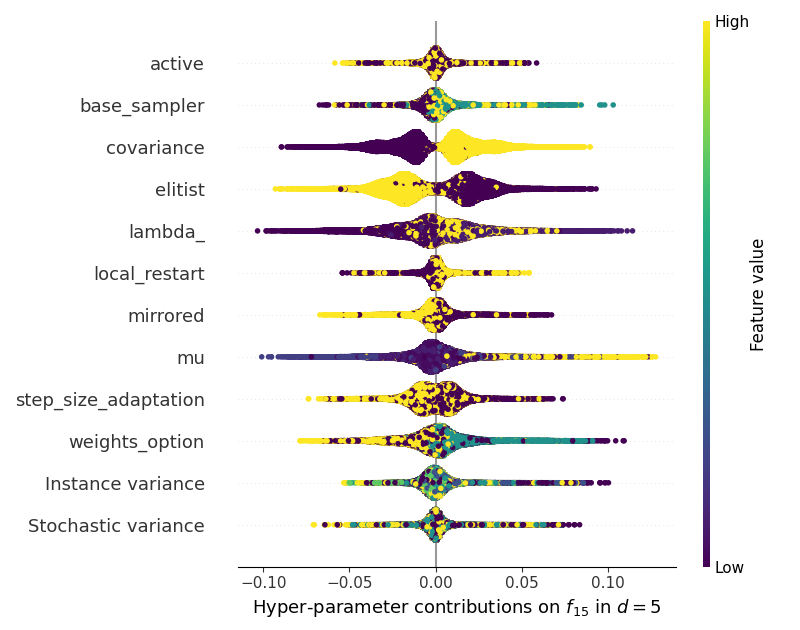 High
active
base_sampler
covariance
elitist
lambda_
local_restart
mirrored
mu
step_size_adaptation
weights_option
Instance variance
Stochastic variance
Feature value
Low
−0.10 −0.05 0.00 0.05 0.10
Hyper-parameter contributions on f15 in d = 5